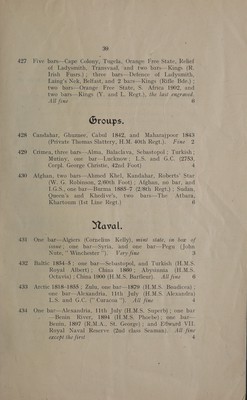 30
427 Five bars—Cape Colony, Tugela, Orange Free State, Relief
of Ladysmith, Transvaal, and two bars—Kings (R.
Irish Fusrs.) ; three bars—Defence of Ladysmith,
Laing's Nek, Belfast, and 2 bars—Kings (Rifle Bde.) ;
two bars—Orange Free State, S. Africa 1902, and
two bars—Kings (Y. and L. Regt.), the last engraved.
All fine 6
Groups.
428 Candahar, Ghuznee, Cabul 1842, and Maharajpoor 1843
(Private Thomas Slattery, H.M. 40th Regt.). Fine 2
429 Crimea, three bars—Alma, Balaclava, Sebastopol ; Turkish ;
Mutiny, one bar—Lucknow ; L.S. and G.C. (2753,
Corpl. George Christie, 42nd Foot) 4
430 Afghan, two bars—Ahmed Khel, Kandahar, Roberts' Star
(W. G. Robinson, 2/60th Foot) ; Afghan, no bar, and
I.G.S., one bar—Burma 1885-7 (2/8th Regt.) ; Sudan,
Queen's and Khedive's, two bars—The Atbara,
Khartoum (1st Linc Regt.)
Naval.
431 One bar—Algiers (Cornelius Kelly), mint state, in box of
issue ; one bar—Syria, and one bar—Pegu (John
Note, " Winchester "). Very fine 3
432 Baltic 1854-5 ; one bar—Sebastopol, and Turkish (H.M.S.
Royal Albert) ; China 1860 ; Abyssinia (H.M.S.
Octavia) ; China 1900 (H.M.S. Barfleur). All fine 6
433 Arctic 1818-1855 ; Zulu, one bar—1879 (H.M.S. Boadicea) ;
one bar—Alexandria, 11th July (H.M.S. Alexandra)
L.S. and G.C. (" Curacoa "). All fine 4
434 One bar—Alexandria, 11th July (H.M.S. Superb) ; one bar
—Benin River, 1894 (H.M.S. Phoebe) ; one bar—
Benin, 1897 (H.M.S. St. George) ; and Edward VII.
Royal Naval Reserve (2nd class Seaman). All fine
except the first 4